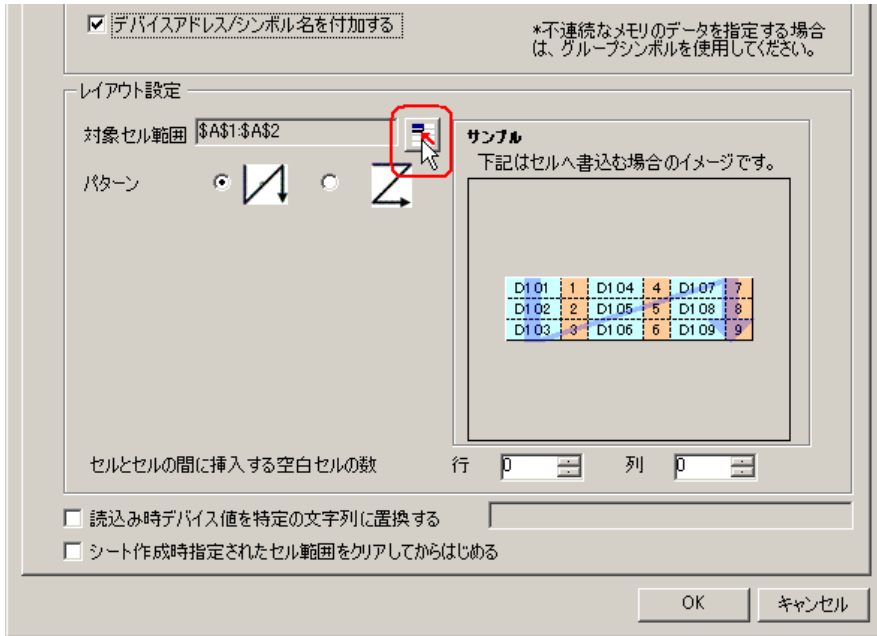 デバイスアドレス/シンボル名を付加する
*不連続なメモリのデータを指定する場合
は、グループシンボルを使用してください。
レイアウト設定
対象セル範囲 $A$1:$A$2
パターン
サンプル
下記はセルへ書込む場合のイメージです。
D101 1 D104 4 D107 7
D102 2 D105 5 D108 8
D103 3 D106 6 D109 9
セルとセルの間に挿入する空白セルの数 行 0 列 0
読込み時デバイス値を特定の文字列に置換する
シート作成時指定されたセル範囲をクリアしてからはじめる
OK キャンセル